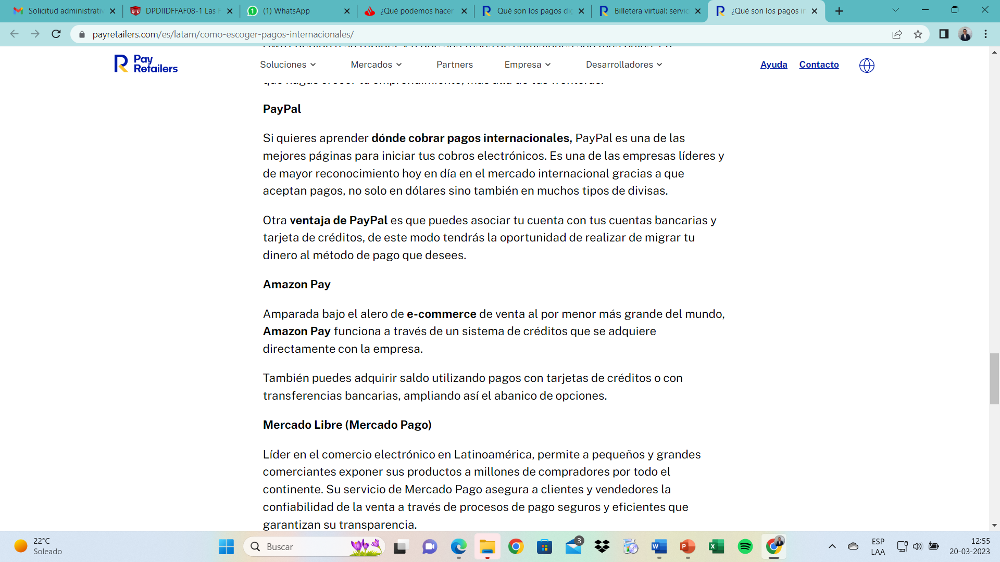 Solicitud administrativ
DPDIIDFFAF08-1 Las F
(1) WhatsApp
¿Qué podemos hacer
Qué son los pagos dig
Billetera virtual: servic
¿Qué son los pagos in
payretailers.com/es/latam/como-escoger-pagos-internacionales/
Pay
Retailers
Soluciones
Mercados
Partners
Empresa
Desarrolladores
Ayuda
Contacto
que hagas crecer tu emprendimiento, más allá de tus fronteras.
PayPal
Si quieres aprender dónde cobrar pagos internacionales, PayPal es una de las
mejores páginas para iniciar tus cobros electrónicos. Es una de las empresas líderes y
de mayor reconocimiento hoy en día en el mercado internacional gracias a que
aceptan pagos, no solo en dólares sino también en muchos tipos de divisas.
Otra ventaja de PayPal es que puedes asociar tu cuenta con tus cuentas bancarias y
tarjeta de créditos, de este modo tendrás la oportunidad de realizar de migrar tu
dinero al método de pago que desees.
Amazon Pay
Amparada bajo el alero de e-commerce de venta al por menor más grande del mundo,
Amazon Pay funciona a través de un sistema de créditos que se adquiere
directamente con la empresa.
También puedes adquirir saldo utilizando pagos con tarjetas de créditos o con
transferencias bancarias, ampliando así el abanico de opciones.
Mercado Libre (Mercado Pago)
Líder en el comercio electrónico en Latinoamérica, permite a pequeños y grandes
comerciantes exponer sus productos a millones de compradores por todo el
continente. Su servicio de Mercado Pago asegura a clientes y vendedores la
confiabilidad de la venta a través de procesos de pago seguros y eficientes que
garantizan su transparencia.
22°C
Soleado
Buscar
3
ESP
LAA
12:55
20-03-2023